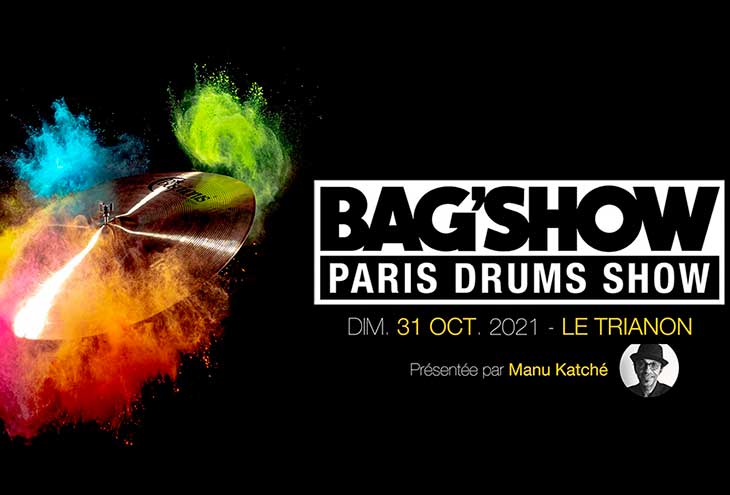 BAG'SHOW
PARIS DRUMS SHOW
DIM. 31 OCT. 2021 - LE TRIANON
Présentée par Manu Katché